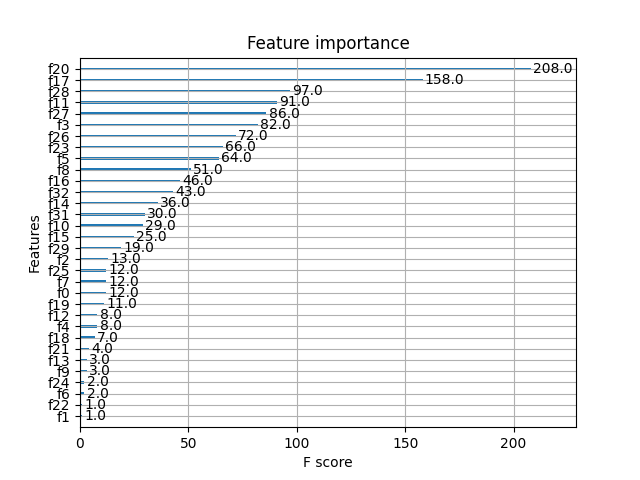 Feature importance
f20 208.0
f17 158.0
f28 97.0
f11 91.0
f27 86.0
f3 82.0
f26 72.0
f23 66.0
f5 64.0
f8 51.0
f16 46.0
f32 43.0
f14 36.0
f31 30.0
f10 29.0
f15 25.0
f29 19.0
f2 13.0
f25 12.0
f7 12.0
f0 12.0
f19 11.0
f12 8.0
f4 8.0
f18 7.0
f21 4.0
f13 3.0
f9 3.0
f24 2.0
f6 2.0
f22 1.0
f1 1.0
Features
0 50 100 150 200
F score